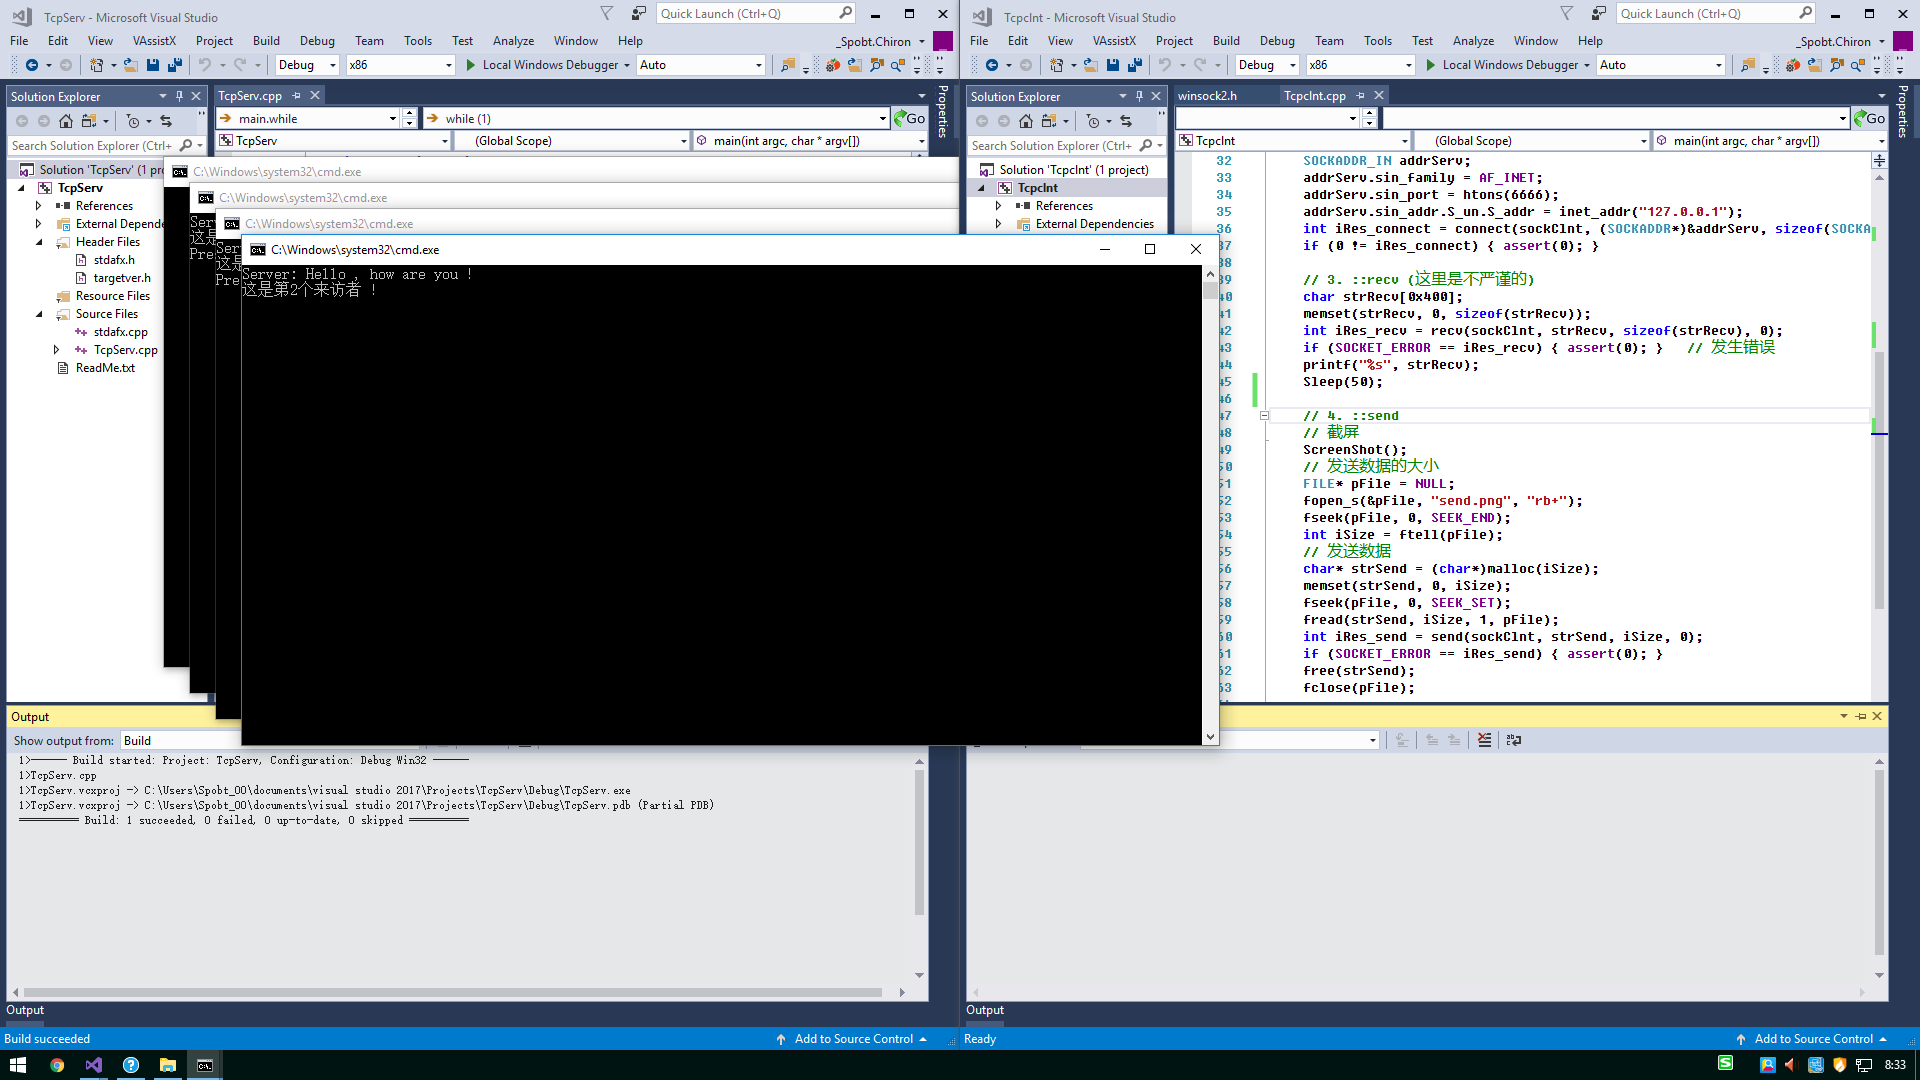 TcpServ - Microsoft Visual Studio
Quick Launch (Ctrl+Q)
File Edit View VAssistX Project Build Debug Team Tools Test Analyze Window Help
_Spobt.Chiron
Debug x86 Local Windows Debugger Auto
Solution Explorer
Search Solution Explorer (Ctrl+
Solution 'TcpServ' (1 pr
TcpServ
References
External Depende
Header Files
stdafx.h
targetver.h
Resource Files
Source Files
stdafx.cpp
TcpServ.cpp
ReadMe.txt
TcpServ.cpp
main.while
while (1)
Go
TcpServ
(Global Scope)
main(int argc, char * argv[])
Properties
C:\Windows\system32\cmd.exe
C:\Windows\system32\cmd.exe
Ser
这是
Pre
C:\Windows\system32\cmd.exe
Ser
这是
Pre
C:\Windows\system32\cmd.exe
Server: Hello , how are you !
这是第2个来访者 !
Output
Show output from: Build
1>------ Build started: Project: TcpServ, Configuration: Debug Win32 ------
1>TcpServ.cpp
1>TcpServ.vcxproj -> C:\Users\Spobt_OO\documents\visual studio 2017\Projects\TcpServ\Debug\TcpServ.exe
1>TcpServ.vcxproj -> C:\Users\Spobt_OO\documents\visual studio 2017\Projects\TcpServ\Debug\TcpServ.pdb (Partial PDB)
========== Build: 1 succeeded, 0 failed, 0 up-to-date, 0 skipped ==========
Output
Build succeeded
Add to Source Control
Tcpclnt - Microsoft Visual Studio
Quick Launch (Ctrl+Q)
File Edit View VAssistX Project Build Debug Team Tools Test Analyze Window Help
_Spobt.Chiron
Debug x86 Local Windows Debugger Auto
Solution Explorer
Search Solution Explorer (Ctrl+
Solution 'Tcpclnt' (1 project)
Tcpclnt
References
External Dependencies
winsock2.h
Tcpclnt.cpp
Go
Tcpclnt
(Global Scope)
main(int argc, char * argv[])
Properties
32 SOCKADDR_IN addrServ;
33 addrServ.sin_family = AF_INET;
34 addrServ.sin_port = htons(6666);
35 addrServ.sin_addr.S_un.S_addr = inet_addr("127.0.0.1");
36 int iRes_connect = connect(sockClnt, (SOCKADDR*)&addrServ, sizeof(SOCKA
37 if (0 != iRes_connect) { assert(0); }
38
39 // 3. ::recv (这里是不严谨的)
40 char strRecv[0x400];
41 memset(strRecv, 0, sizeof(strRecv));
42 int iRes_recv = recv(sockClnt, strRecv, sizeof(strRecv), 0);
43 if (SOCKET_ERROR == iRes_recv) { assert(0); } // 发生错误
44 printf("%s", strRecv);
45 Sleep(50);
46
47 // 4. ::send
48 // 截屏
49 ScreenShot();
50 // 发送数据的大小
51 FILE* pFile = NULL;
52 fopen_s(&pFile, "send.png", "rb+");
53 fseek(pFile, 0, SEEK_END);
54 int iSize = ftell(pFile);
55 // 发送数据
56 char* strSend = (char*)malloc(iSize);
57 memset(strSend, 0, iSize);
58 fseek(pFile, 0, SEEK_SET);
59 fread(strSend, iSize, 1, pFile);
60 int iRes_send = send(sockClnt, strSend, iSize, 0);
61 if (SOCKET_ERROR == iRes_send) { assert(0); }
62 free(strSend);
63 fclose(pFile);
Output
Ready
Add to Source Control
8:33